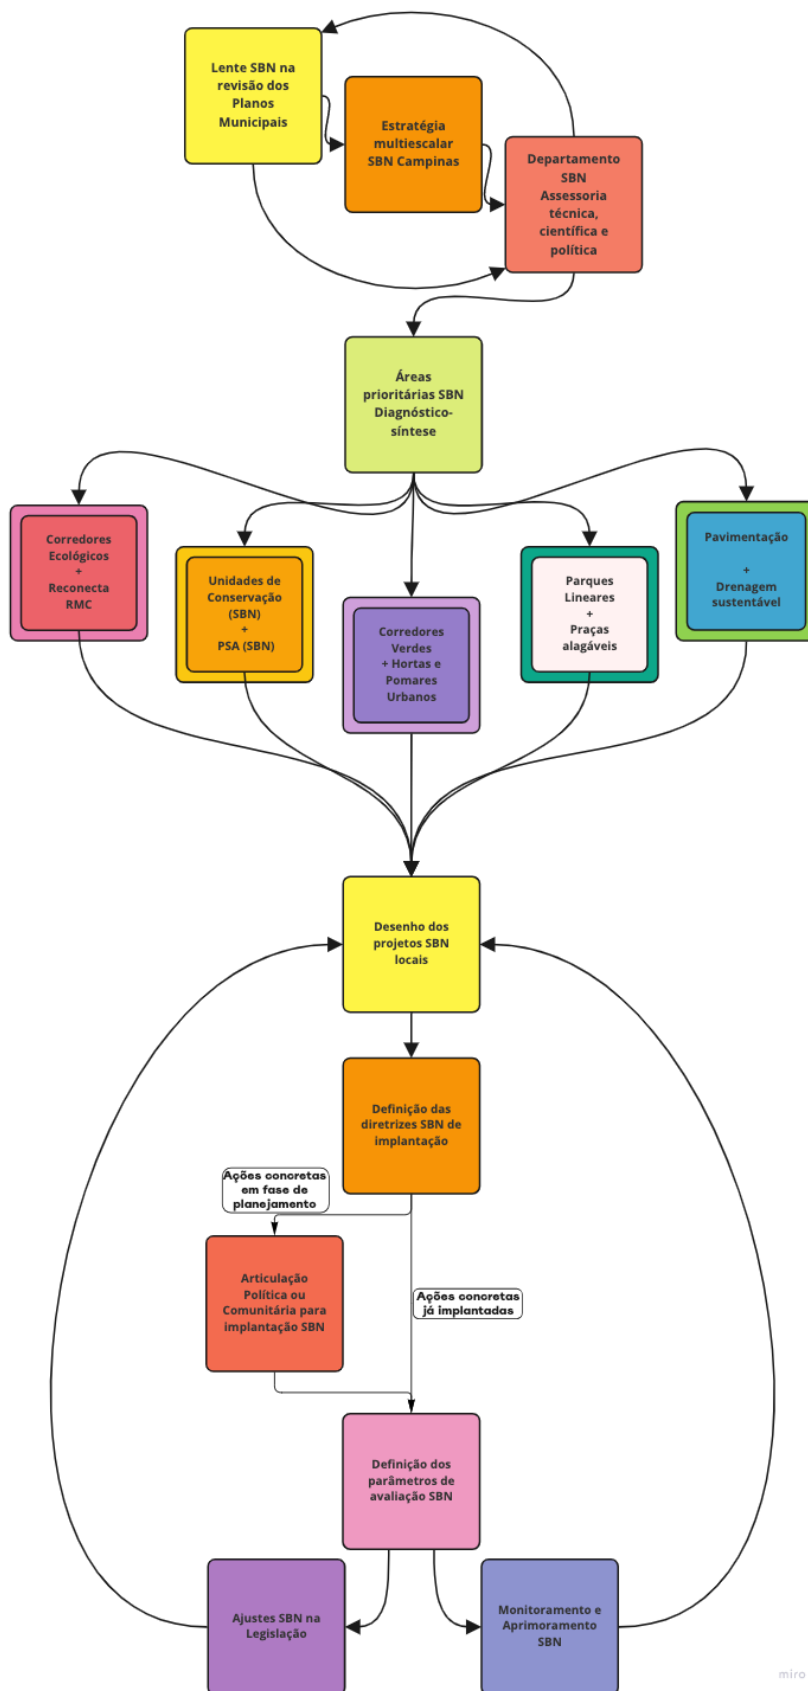 Lente SBN na
revisão dos
Planos
Municipais
Estratégia
multiescalar
SBN Campinas
Departamento
SBN
Assessoria
técnica,
científica e
política
Áreas
prioritárias SBN
Diagnóstico-
síntese
Corredores
Ecológicos
+
Reconecta
RMC
Unidades de
Conservação
(SBN)
+
PSA (SBN)
Corredores
Verdes
+ Hortas e
Pomares
Urbanos
Parques
Lineares
+
Praças
alagáveis
Pavimentação
+
Drenagem
sustentável
Desenho dos
projetos SBN
locais
Definição das
diretrizes SBN de
implantação
Ações concretas
em fase de
planejamento
Articulação
Política ou
Comunitária para
implantação SBN
Ações concretas
já implantadas
Definição dos
parâmetros de
avaliação SBN
Ajustes SBN na
Legislação
Monitoramento e
Aprimoramento
SBN
miro